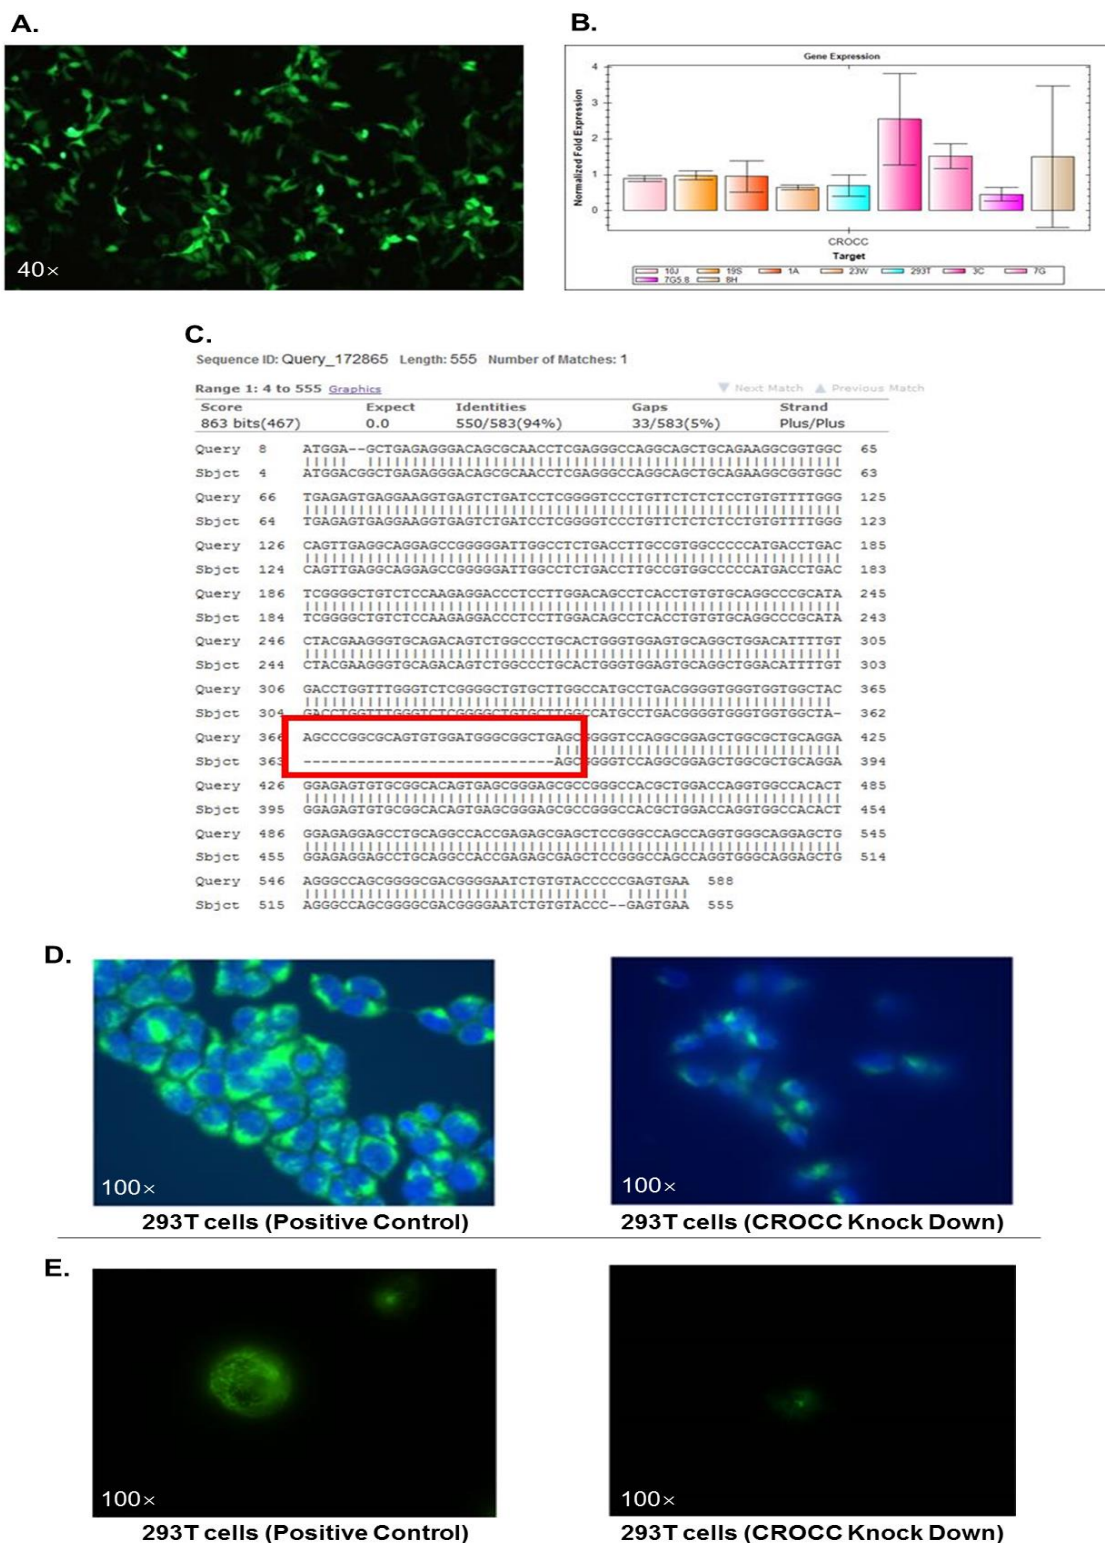 A.
40×
B.
Gene Expression
Normalized Fold Expression
4
3
2
1
0
CROCC
Target
10J 19S 1A 23W 293T 3C 7G
7G5.8 8H
C.
Sequence ID: Query_172865 Length: 555 Number of Matches: 1
Range 1: 4 to 555 Graphics Next Match Previous Match
Score Expect Identities Gaps Strand
863 bits(467) 0.0 550/583(94%) 33/583(5%) Plus/Plus
Query 8 ATGGA--GCTGAGAGGGACAGCGCAACCTCGAGGGCCAGGCAGCTGCAGAAGGCGGTGGC 65
Sbjct 4 ATGGACGGCTGAGAGGGACAGCGCAACCTCGAGGGCCAGGCAGCTGCAGAAGGCGGTGGC 63
Query 66 TGAGAGTGAGGAAGGTGAGTCTGATCCTCGGGGTCCCTGTTCTCTCTCCTGTGTTTTGGG 125
Sbjct 64 TGAGAGTGAGGAAGGTGAGTCTGATCCTCGGGGTCCCTGTTCTCTCTCCTGTGTTTTGGG 123
Query 126 CAGTTGAGGCAGGAGCCGGGGGATTGGCCTCTGACCTTGCCGTGGCCCCCATGACCTGAC 185
Sbjct 124 CAGTTGAGGCAGGAGCCGGGGGATTGGCCTCTGACCTTGCCGTGGCCCCCATGACCTGAC 183
Query 186 TCGGGGCTGTCTCCAAGAGGACCCTCCTTGGACAGCCTCACCTGTGTGCAGGCCCGCATA 245
Sbjct 184 TCGGGGCTGTCTCCAAGAGGACCCTCCTTGGACAGCCTCACCTGTGTGCAGGCCCGCATA 243
Query 246 CTACGAAGGGTGCAGACAGTCTGGCCCTGCACTGGGTGGAGTGCAGGCTGGACATTTTGT 305
Sbjct 244 CTACGAAGGGTGCAGACAGTCTGGCCCTGCACTGGGTGGAGTGCAGGCTGGACATTTTGT 303
Query 306 GACCTGGTTTGGGTCTCGGGGCTGTGCTTGGCCATGCCTGACGGGGTGGGTGGTGGCTAC 365
Sbjct 304 GACCTGGTTTGGGTCTCGGGGCTGTGCTTGGCCATGCCTGACGGGGTGGGTGGTGGCTA- 362
Query 366 AGCCCGGCGCAGTGTGGATGGGCGGCTGAGCGGGGTCCAGGCGGAGCTGGCGCTGCAGGA 425
Sbjct 363 ----------------------------AGCGGGGTCCAGGCGGAGCTGGCGCTGCAGGA 394
Query 426 GGAGAGTGTGCGGCACAGTGAGCGGGAGCGCCGGGCCACGCTGGACCAGGTGGCCACACT 485
Sbjct 395 GGAGAGTGTGCGGCACAGTGAGCGGGAGCGCCGGGCCACGCTGGACCAGGTGGCCACACT 454
Query 486 GGAGAGGAGCCTGCAGGCCACCGAGAGCGAGCTCCGGGCCAGCCAGGTGGGCAGGAGCTG 545
Sbjct 455 GGAGAGGAGCCTGCAGGCCACCGAGAGCGAGCTCCGGGCCAGCCAGGTGGGCAGGAGCTG 514
Query 546 AGGGCCAGCGGGGCGACGGGGAATCTGTGTACCCCCGAGTGAA 588
Sbjct 515 AGGGCCAGCGGGGCGACGGGGAATCTGTGTACCC--GAGTGAA 555
D.
100× 100×
293T cells (Positive Control) 293T cells (CROCC Knock Down)
E.
100× 100×
293T cells (Positive Control) 293T cells (CROCC Knock Down)